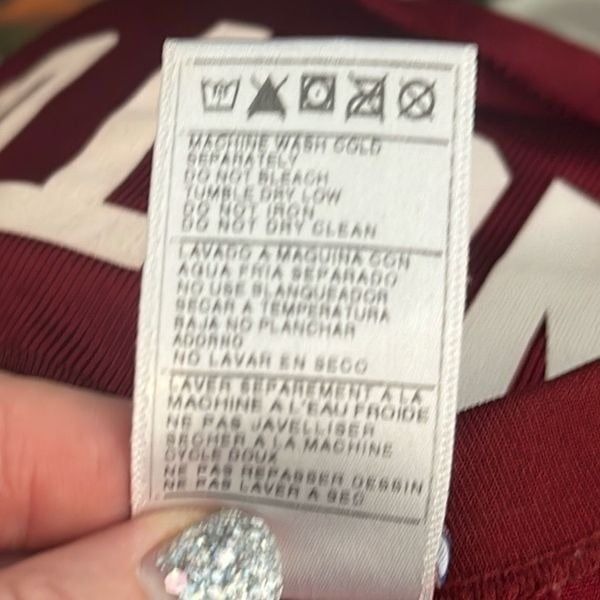 MACHINE WASH COLD
SEPARATELY
DO NOT BLEACH
TUMBLE DRY LOW
DO NOT IRON
DO NOT DRY CLEAN
LAVADO A MAQUINA CON
AQUA FRIA SEPARADO
NO USE BLANQUEADOR
SECAR A TEMPERATURA
BAJA NO PLANCHAR
ADORNO
NO LAVAR EN SECO
LAVER SEPAREMENT A LA
MACHINE A L'EAU FROIDE
NE PAS JAVELLISER
SECHER A LA MACHINE
CYCLE DOUX
NE PAS REPASSER DESSIN
NE PAS LAVER A SEC